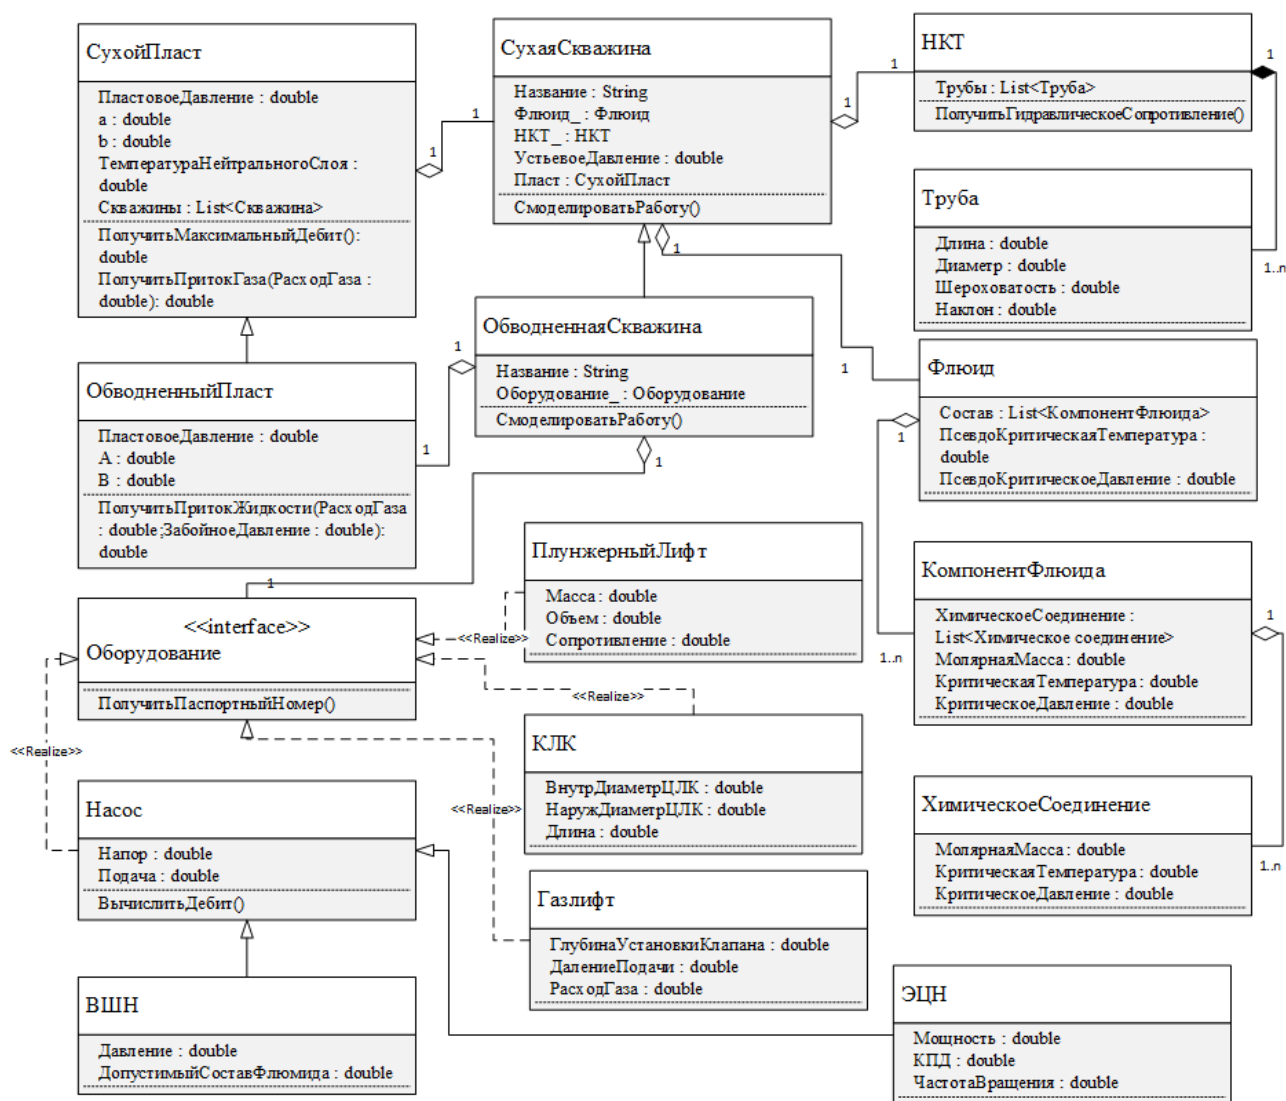 СухойПласт
ПластовоеДавление : double
a : double
b : double
ТемператураНейтральногоСлоя :
double
Скважины : List<Скважина>
ПолучитьМаксимальныйДебит():
double
ПолучитьПритокГаза(РасходГаза :
double): double
1
1
СухаяСкважина
Название : String
Флюид_ : Флюид
НКТ_ : НКТ
УстьевоеДавление : double
Пласт : СухойПласт
СмоделироватьРаботу()
1
1
НКТ
Трубы : List<Труба>
ПолучитьГидравлическоеСопротивление()
1
Труба
Длина : double
Диаметр : double
Шероховатость : double
Наклон : double
1..n
1
1
ОбводненнаяСкважина
Название : String
Оборудование_ : Оборудование
СмоделироватьРаботу()
1
1
1
1
ОбводненныйПласт
ПластовоеДавление : double
A : double
B : double
ПолучитьПритокЖидкости(РасходГаза
: double;ЗабойноеДавление : double):
double
Флюид
Состав : List<КомпонентФлюида>
ПсевдоКритическаяТемпература :
double
ПсевдоКритическоеДавление : double
1
1..n
КомпонентФлюида
ХимическоеСоединение :
List<Химическое соединение>
МолярнаяМасса : double
КритическаяТемпература : double
КритическоеДавление : double
1
1..n
ХимическоеСоединение
МолярнаяМасса : double
КритическаяТемпература : double
КритическоеДавление : double
<<interface>>
Оборудование
ПолучитьПаспортныйНомер()
ПлунжерныйЛифт
Масса : double
Объем : double
Сопротивление : double
<<Realize>>
<<Realize>>
<<Realize>>
<<Realize>>
КЛК
ВнутрДиаметрЦЛК : double
НаружДиаметрЦЛК : double
Длина : double
Насос
Напор : double
Подача : double
ВычислитьДебит()
Газлифт
ГлубинаУстановкиКлапана : double
ДалениеПодачи : double
РасходГаза : double
ВШН
Давление : double
ДопустимыйСоставФлюмида : double
ЭЦН
Мощность : double
КПД : double
ЧастотаВращения : double